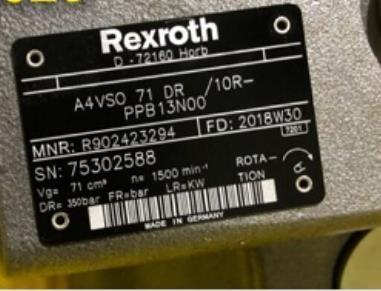 Rexroth
D -72160 Horb
A4VSO 71 DR /10R-
PPB13N00
MNR: R902423294 FD: 2018W30
7201
SN: 75302588
Vg= 71 cm³ n= 1500 min⁻¹ ROTA-
TION
DR= 350bar FR=bar LR=KW
MADE IN GERMANY